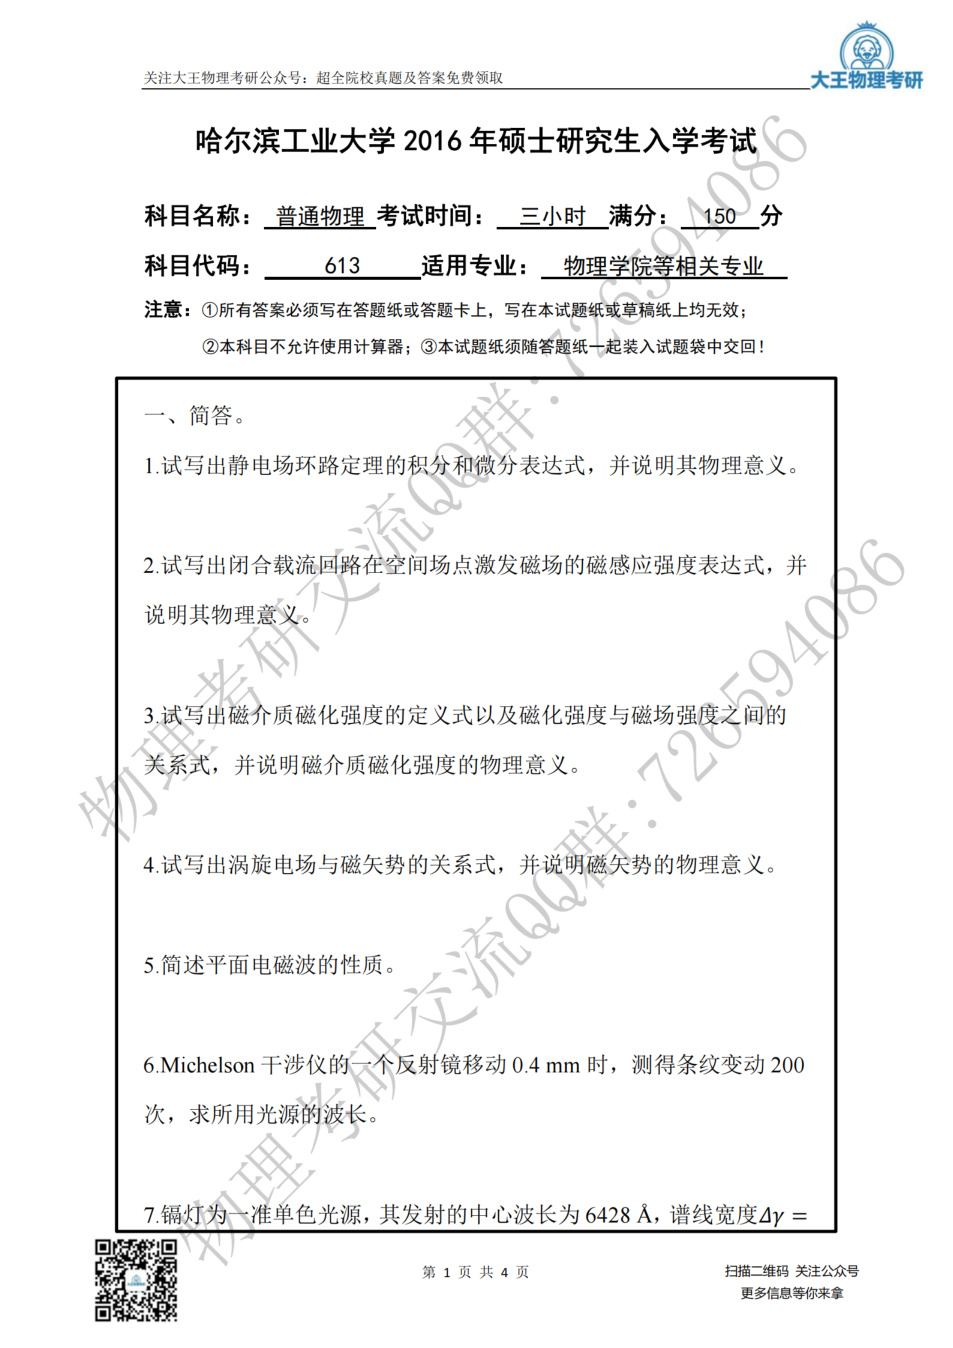 关注大王物理考研公众号：超全院校真题及答案免费领取
大王物理考研
哈尔滨工业大学 2016 年硕士研究生入学考试
科目名称： 普通物理 考试时间： 三小时 满分： 150 分
科目代码： 613 适用专业： 物理学院等相关专业
注意：①所有答案必须写在答题纸或答题卡上，写在本试题纸或草稿纸上均无效；
②本科目不允许使用计算器；③本试题纸须随答题纸一起装入试题袋中交回！
一、简答。
1.试写出静电场环路定理的积分和微分表达式，并说明其物理意义。
2.试写出闭合载流回路在空间场点激发磁场的磁感应强度表达式，并
说明其物理意义。
3.试写出磁介质磁化强度的定义式以及磁化强度与磁场强度之间的
关系式，并说明磁介质磁化强度的物理意义。
4.试写出涡旋电场与磁矢势的关系式，并说明磁矢势的物理意义。
5.简述平面电磁波的性质。
6.Michelson 干涉仪的一个反射镜移动 0.4 mm 时，测得条纹变动 200
次，求所用光源的波长。
7.镉灯为一准单色光源，其发射的中心波长为 6428 Å，谱线宽度Δγ =
物理考研交流QQ群：726594086
物理考研交流QQ群：726594086
大王物理
第 1 页 共 4 页
扫描二维码 关注公众号
更多信息等你来拿